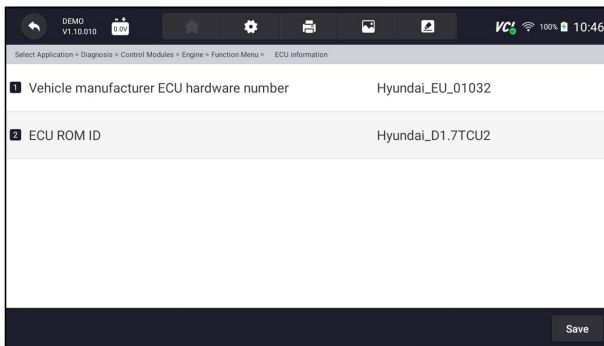 DEMO
V1.10.010
0.0V
VCI
100%
10:46
Select Application > Diagnosis > Control Modules > Engine > Function Menu > ECU information
1 Vehicle manufacturer ECU hardware number Hyundai_EU_01032
2 ECU ROM ID Hyundai_D1.7TCU2
Save